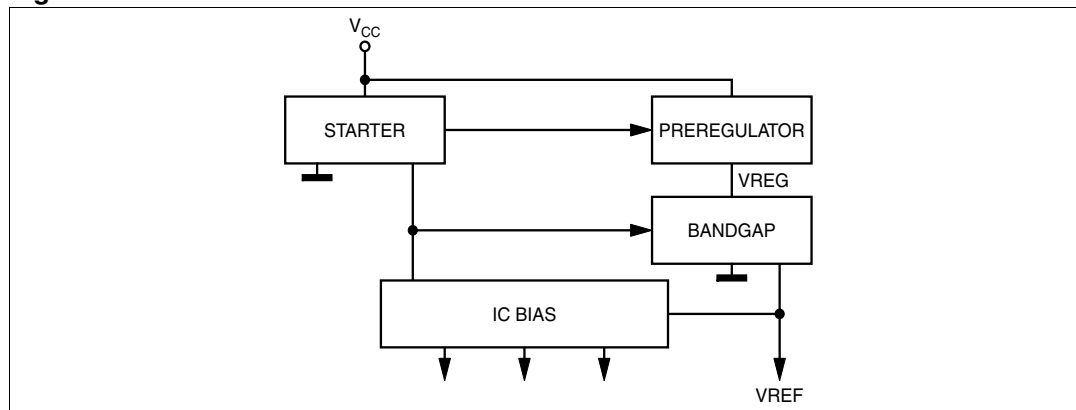 VCC
STARTER
PREREGULATOR
VREG
BANDGAP
IC BIAS
VREF